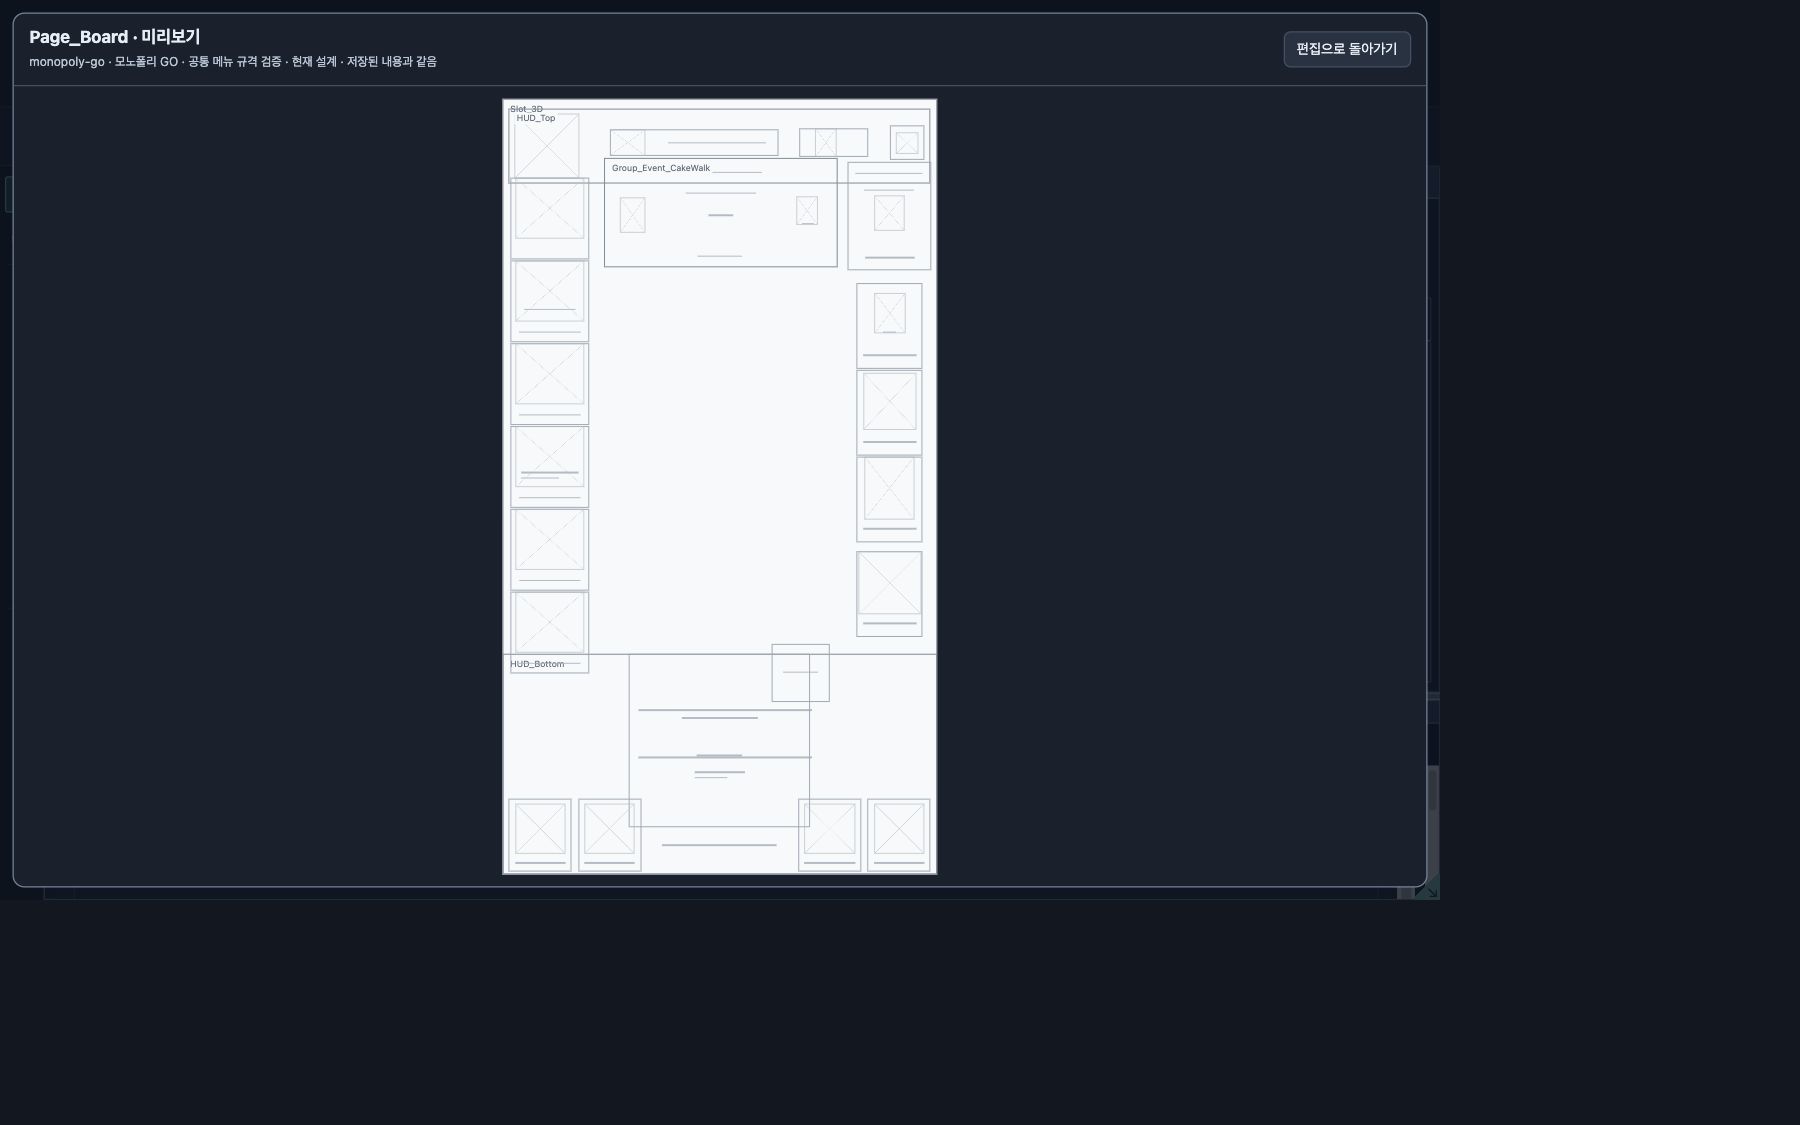 Page_Board · 미리보기
monopoly-go · 모노폴리 GO · 공통 메뉴 규격 검증 · 현재 설계 · 저장된 내용과 같음
편집으로 돌아가기
Slot_3D
HUD_Top
Group_Event_CakeWalk
HUD_Bottom